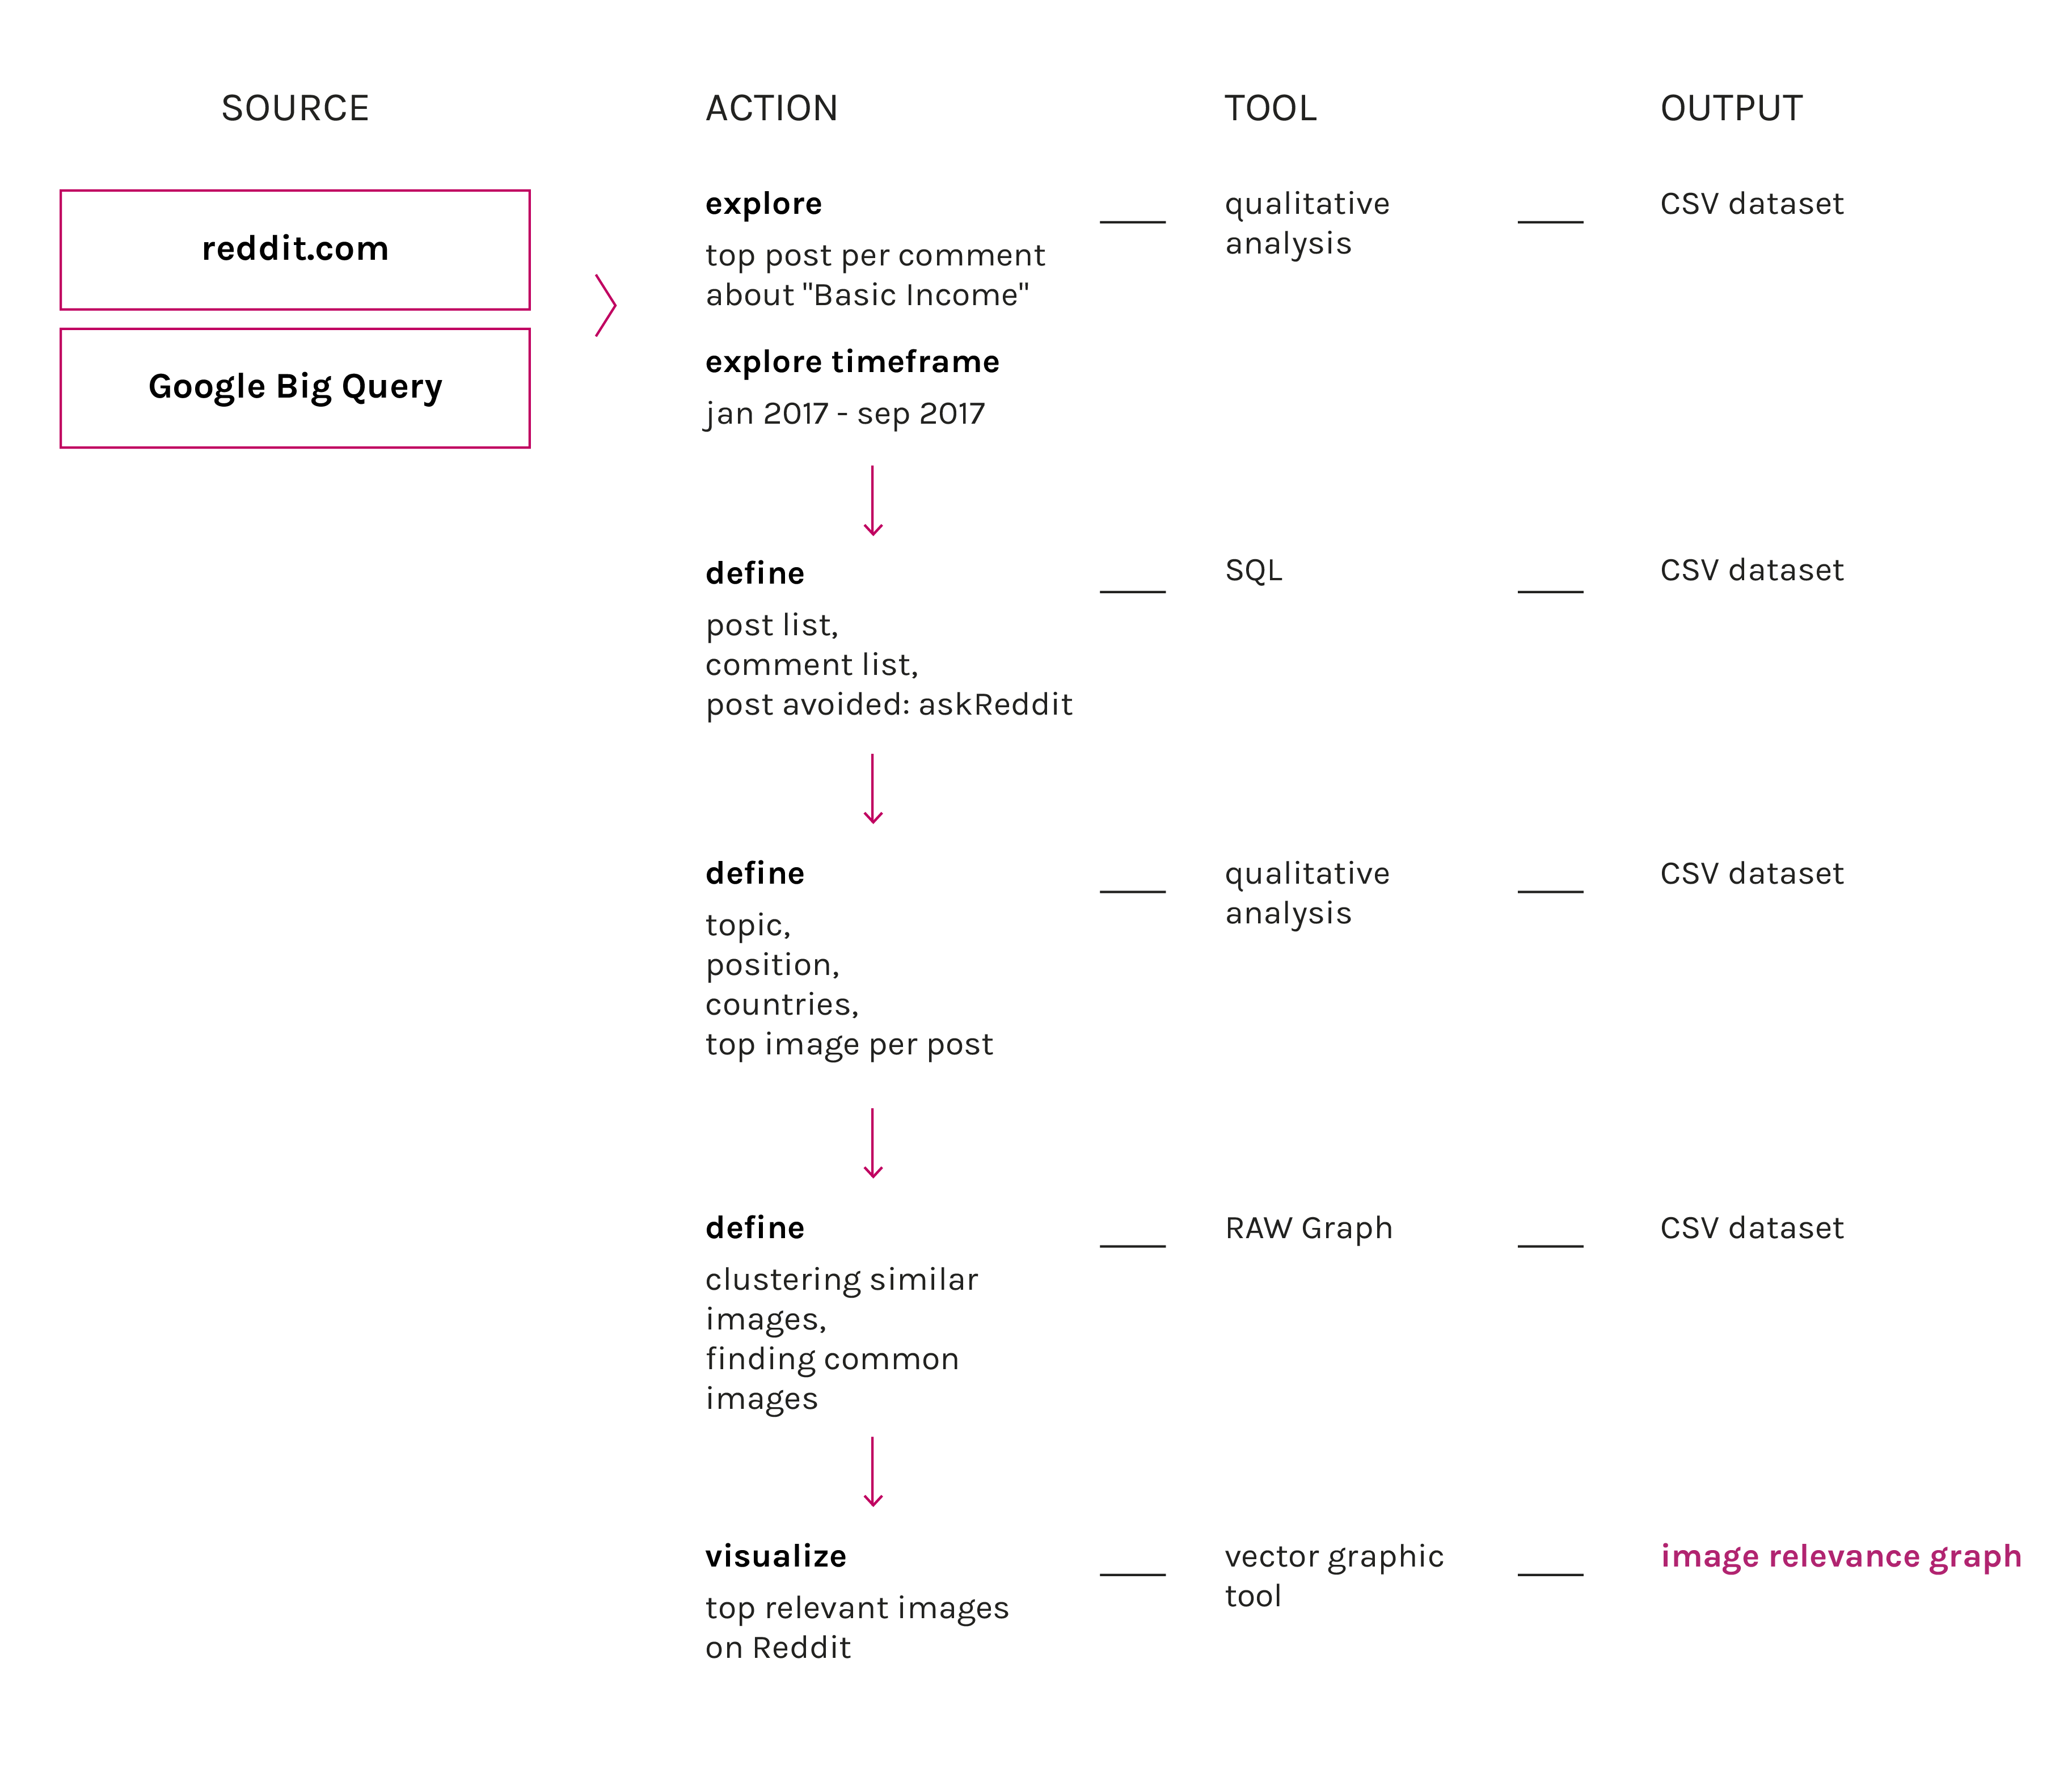 SOURCE
ACTION
TOOL
OUTPUT
reddit.com
Google Big Query
explore
top post per comment
about "Basic Income"
explore timeframe
jan 2017 - sep 2017
qualitative
analysis
CSV dataset
define
post list,
comment list,
post avoided: askReddit
SQL
CSV dataset
define
topic,
position,
countries,
top image per post
qualitative
analysis
CSV dataset
define
clustering similar
images,
finding common
images
RAW Graph
CSV dataset
visualize
top relevant images
on Reddit
vector graphic
tool
image relevance graph